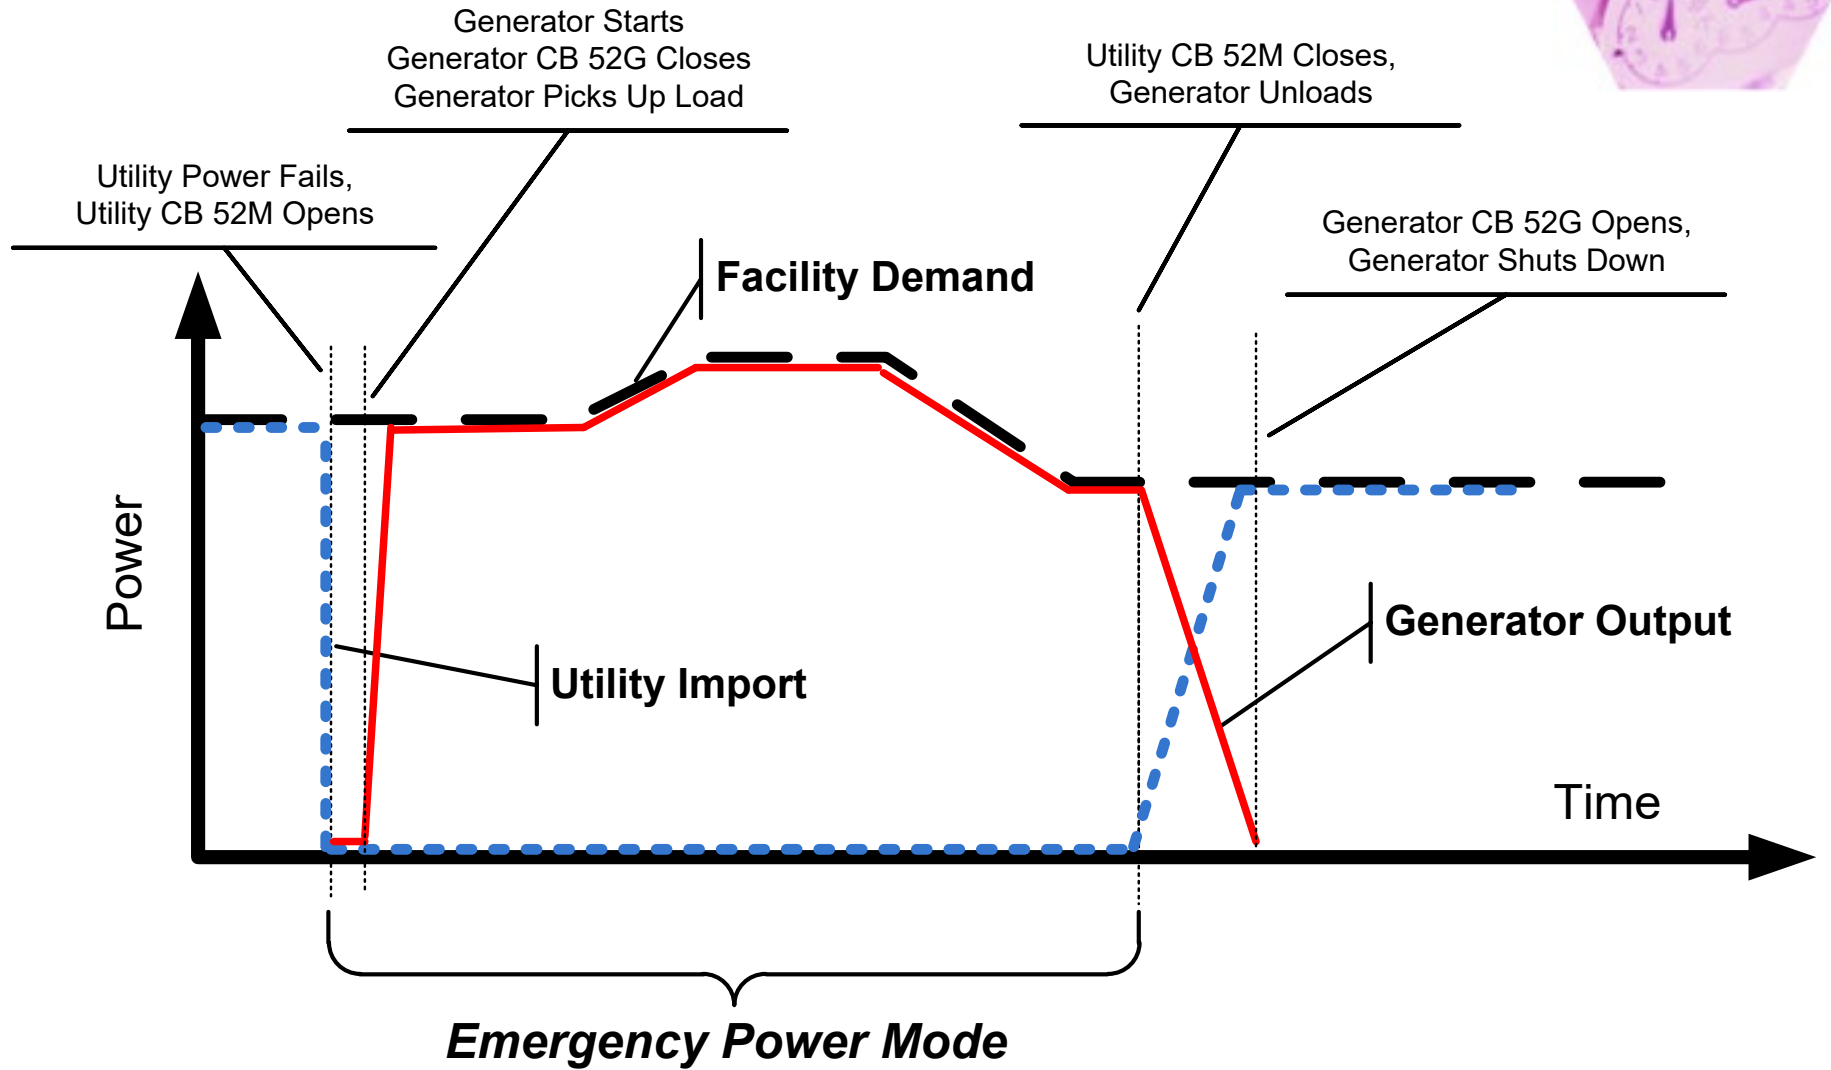 Generator Starts
Generator CB 52G Closes
Generator Picks Up Load
Utility CB 52M Closes,
Generator Unloads
Utility Power Fails,
Utility CB 52M Opens
Generator CB 52G Opens,
Generator Shuts Down
Facility Demand
Power
Generator Output
Utility Import
Time
Emergency Power Mode